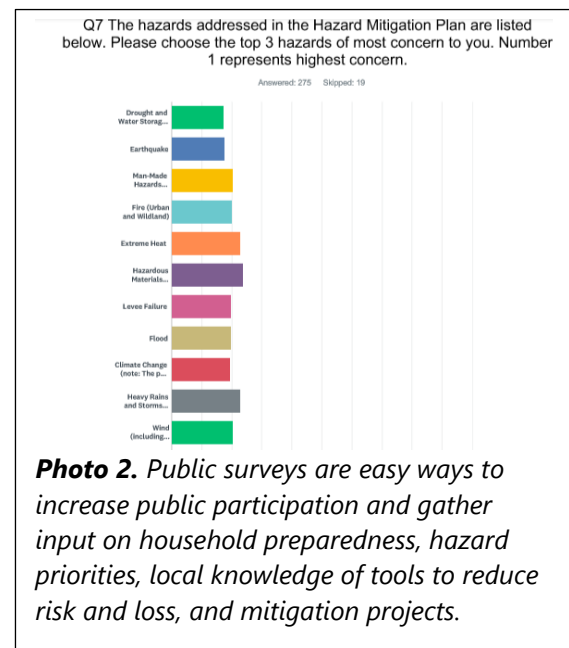 Q7 The hazards addressed in the Hazard Mitigation Plan are listed
below. Please choose the top 3 hazards of most concern to you. Number
1 represents highest concern.
Answered: 275 Skipped: 19
Drought and
Water Storag...
Earthquake
Man-Made
Hazards...
Fire (Urban
and Wildland)
Extreme Heat
Hazardous
Materials...
Levee Failure
Flood
Climate Change
(note: The p...
Heavy Rains
and Storms...
Wind
(including...
Photo 2. Public surveys are easy ways to
increase public participation and gather
input on household preparedness, hazard
priorities, local knowledge of tools to reduce
risk and loss, and mitigation projects.